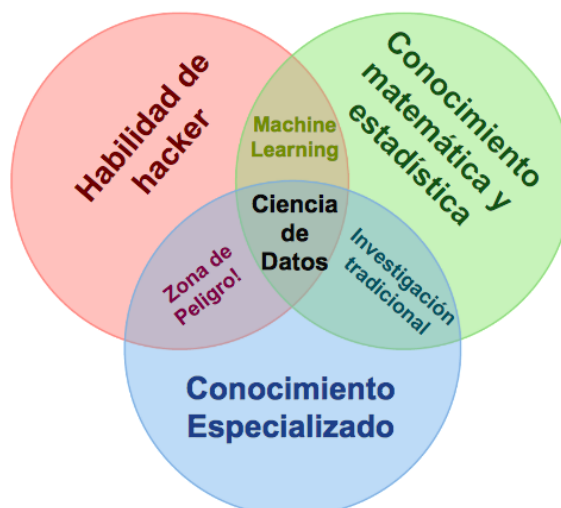 Habilidad de
hacker
Conocimiento
matemática y
estadística
Machine
Learning
Ciencia
de
Datos
Zona de
Peligro!
Investigación
tradicional
Conocimiento
Especializado